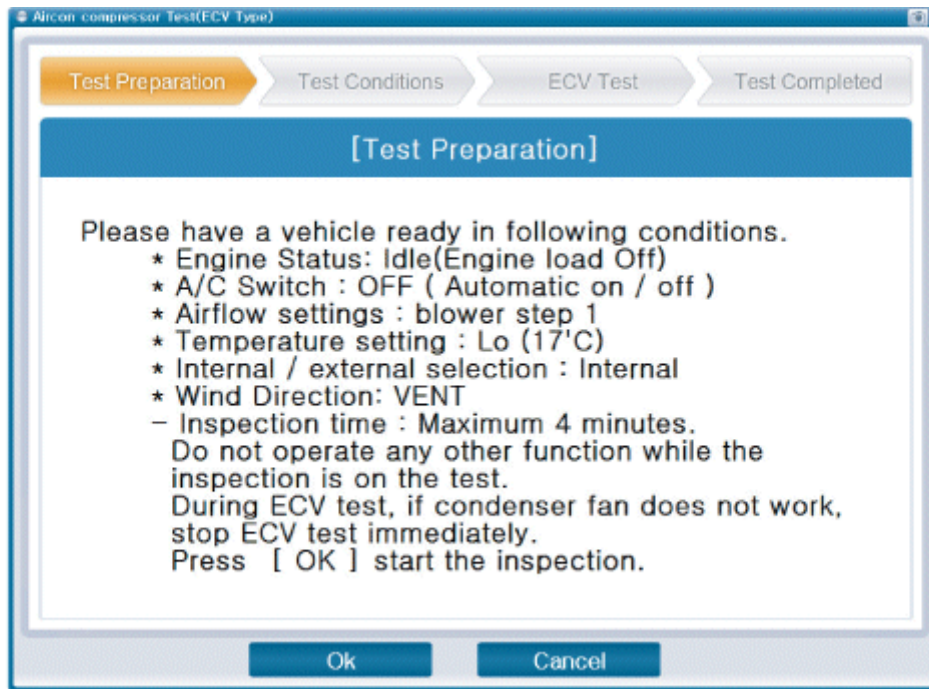 Aircon compressor Test(ECV Type)
Test Preparation
Test Conditions
ECV Test
Test Completed
[Test Preparation]
Please have a vehicle ready in following conditions.
* Engine Status: Idle(Engine load Off)
* A/C Switch : OFF ( Automatic on / off )
* Airflow settings : blower step 1
* Temperature setting : Lo (17'C)
* Internal / external selection : Internal
* Wind Direction: VENT
- Inspection time : Maximum 4 minutes.
Do not operate any other function while the
inspection is on the test.
During ECV test, if condenser fan does not work,
stop ECV test immediately.
Press [ OK ] start the inspection.
Ok
Cancel